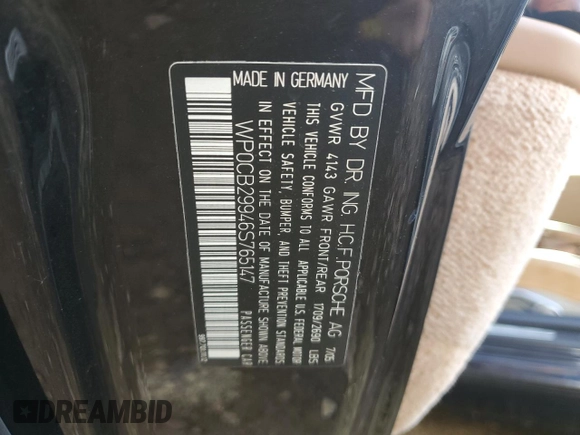 MFD BY DR. ING. H.C.F. PORSCHE AG 7/05
GVWR 4143 GAWR FRONT/REAR 1709/2690 LBS
THIS VEHICLE CONFORMS TO ALL APPLICABLE U.S. FEDERAL MOTOR
VEHICLE SAFETY, BUMPER, AND THEFT PREVENTION STANDARDS
IN EFFECT ON THE DATE OF MANUFACTURE SHOWN ABOVE
WP0CB29946S765147 PASSENGER CAR
MADE IN GERMANY
DREAMBID